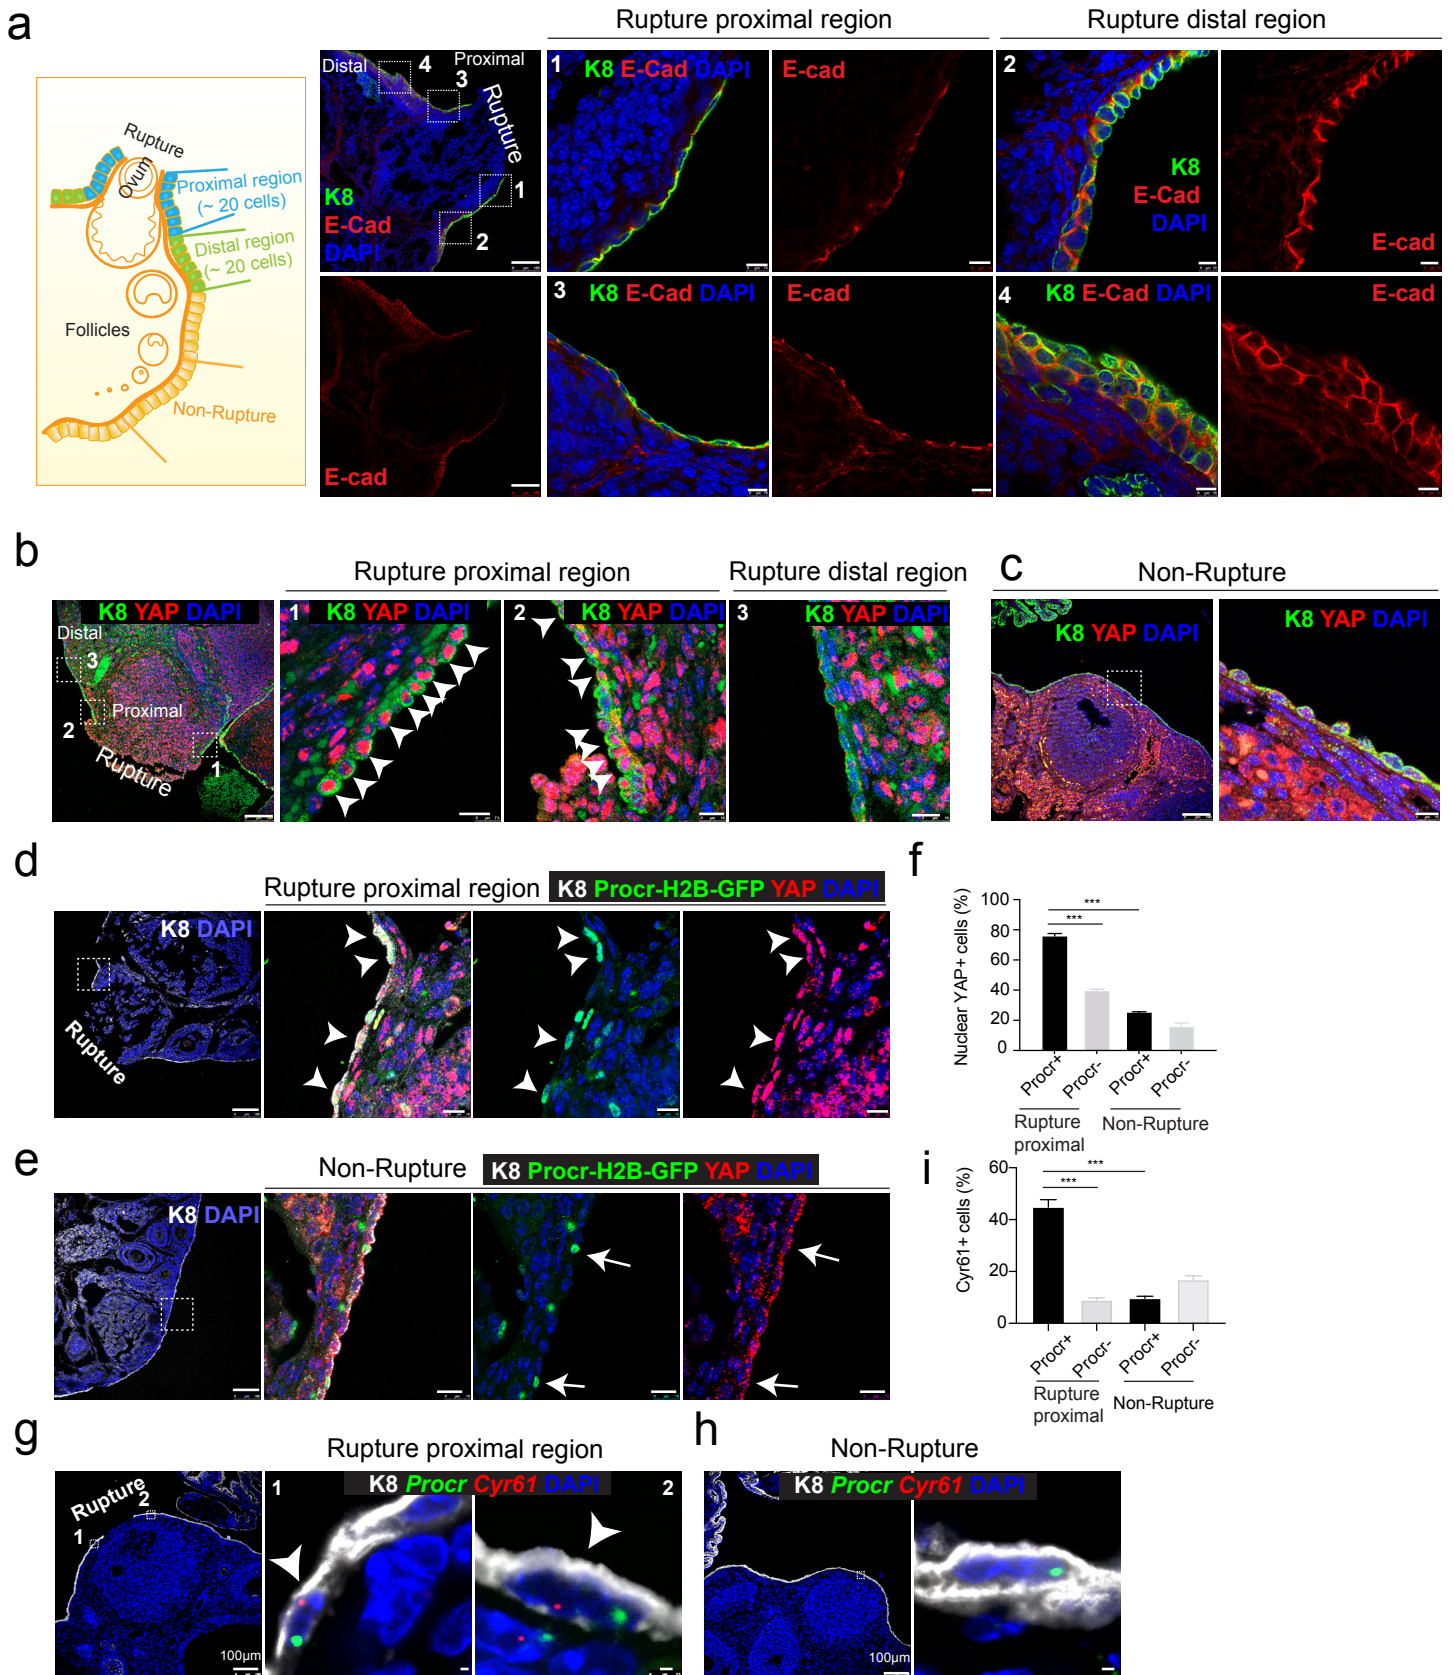 a
Rupture proximal region
Rupture distal region
Rupture
Ovum
Proximal region
(~ 20 cells)
Distal region
(~ 20 cells)
Follicles
Non-Rupture
Distal
4
Proximal
3
Rupture
1
2
K8
E-Cad
DAPI
E-cad
1
K8 E-Cad DAPI
E-cad
2
K8
E-Cad
DAPI
E-cad
3
K8 E-Cad DAPI
E-cad
4
K8 E-Cad DAPI
E-cad
b
Rupture proximal region
Rupture distal region
K8 YAP DAPI
Distal
3
Proximal
2
1
Rupture
1
K8 YAP DAPI
2
K8 YAP DAPI
3
c
Non-Rupture
K8 YAP DAPI
K8 YAP DAPI
d
Rupture proximal region
K8 Procr-H2B-GFP YAP DAPI
K8 DAPI
Rupture
e
Non-Rupture
K8 Procr-H2B-GFP YAP DAPI
K8 DAPI
f
Nuclear YAP+ cells (%)
100
80
60
40
20
0
***
***
Procr+
Procr-
Procr+
Procr-
Rupture
proximal
Non-Rupture
i
Cyr61+ cells (%)
60
40
20
0
***
***
Procr+
Procr-
Procr+
Procr-
Rupture
proximal
Non-Rupture
g
Rupture proximal region
K8 Procr Cyr61 DAPI
Rupture
1
2
100μm
1
2
h
Non-Rupture
K8 Procr Cyr61 DAPI
100μm